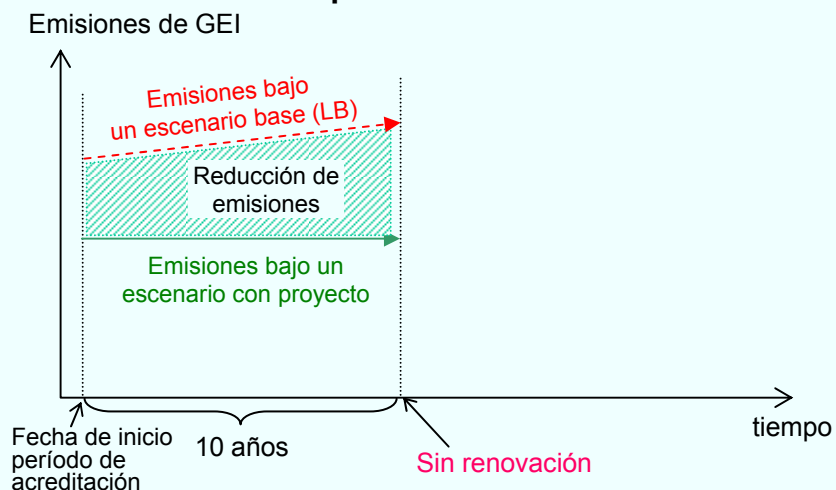 Emisiones de GEI
Emisiones bajo
un escenario base (LB)
Reducción de
emisiones
Emisiones bajo un
escenario con proyecto
tiempo
Fecha de inicio
período de
acreditación
10 años
Sin renovación